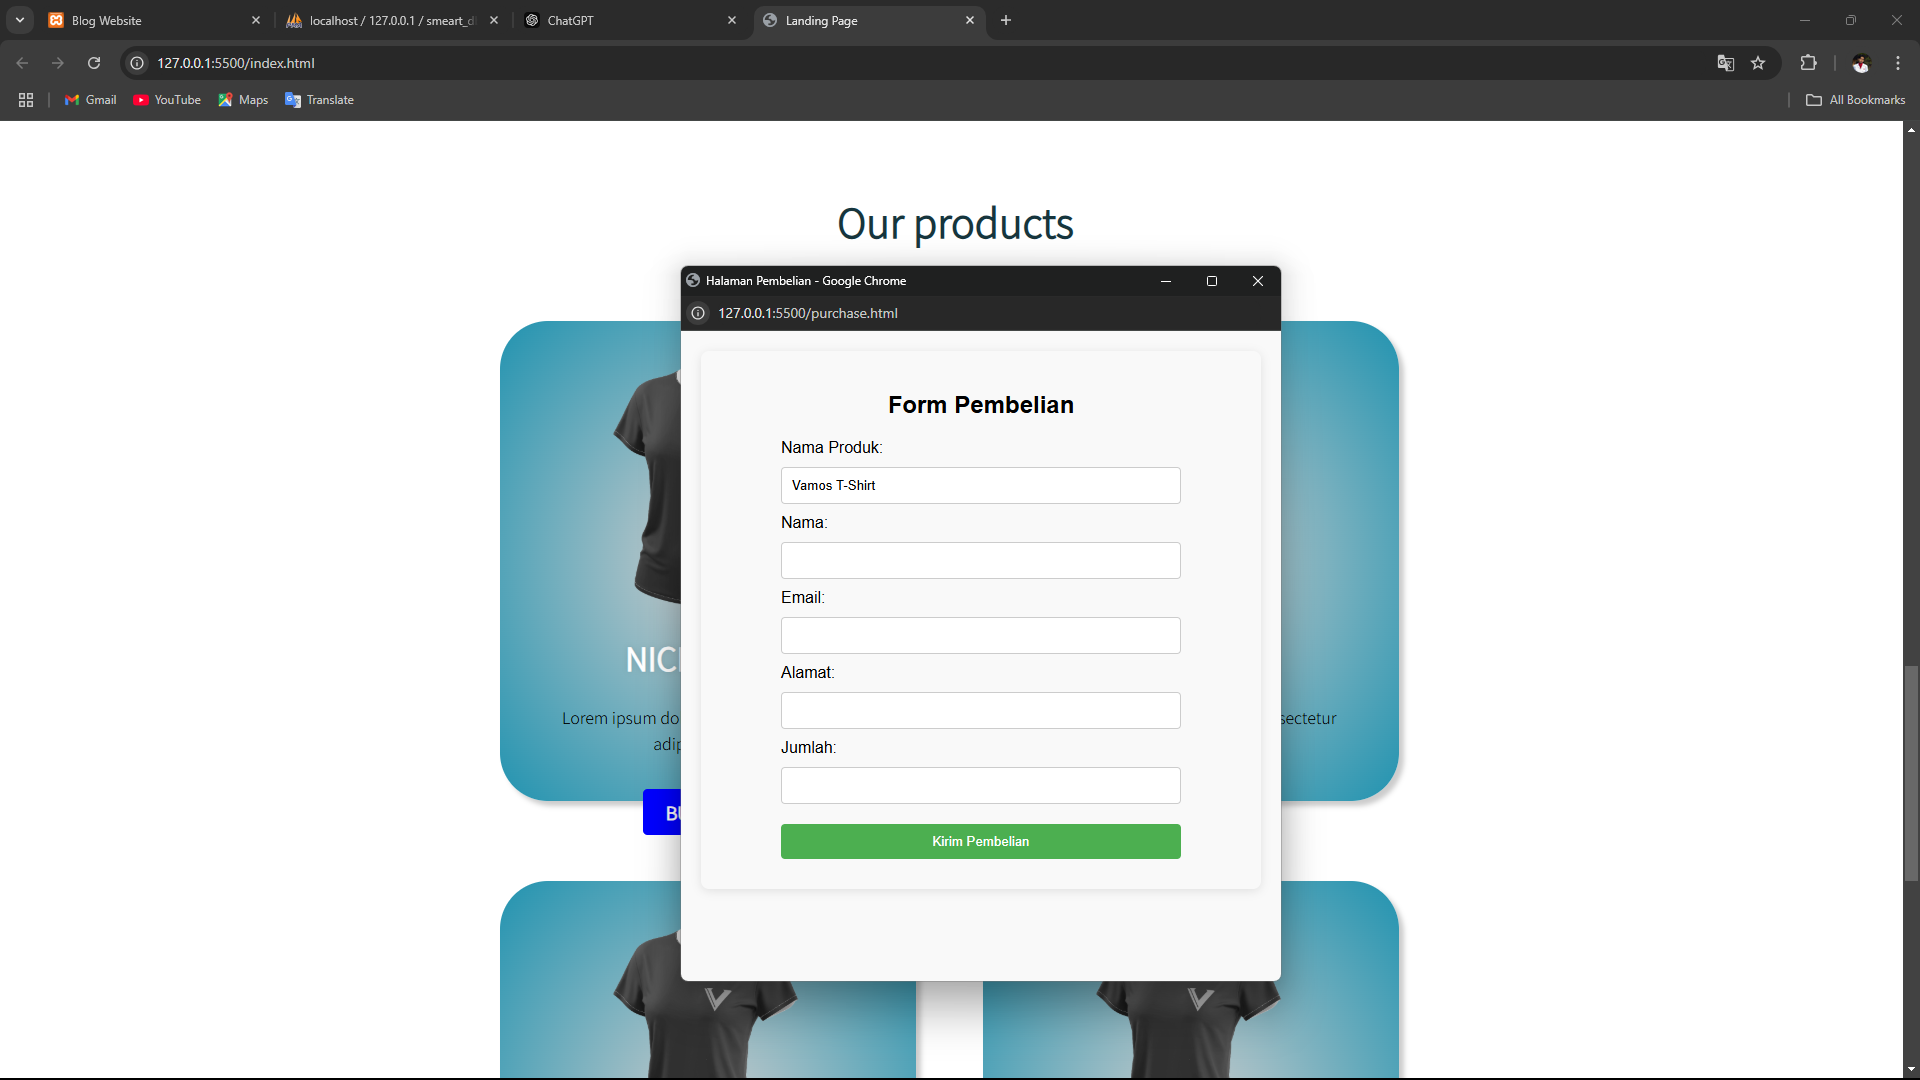 Blog Website
localhost / 127.0.0.1 / smeart_d
ChatGPT
Landing Page
127.0.0.1:5500/index.html
Gmail
YouTube
Maps
Translate
All Bookmarks
Our products
Halaman Pembelian - Google Chrome
127.0.0.1:5500/purchase.html
Form Pembelian
Nama Produk:
Vamos T-Shirt
Nama:
Email:
Alamat:
Jumlah:
Kirim Pembelian
NIC
Lorem ipsum do
sectetur
adip
BU